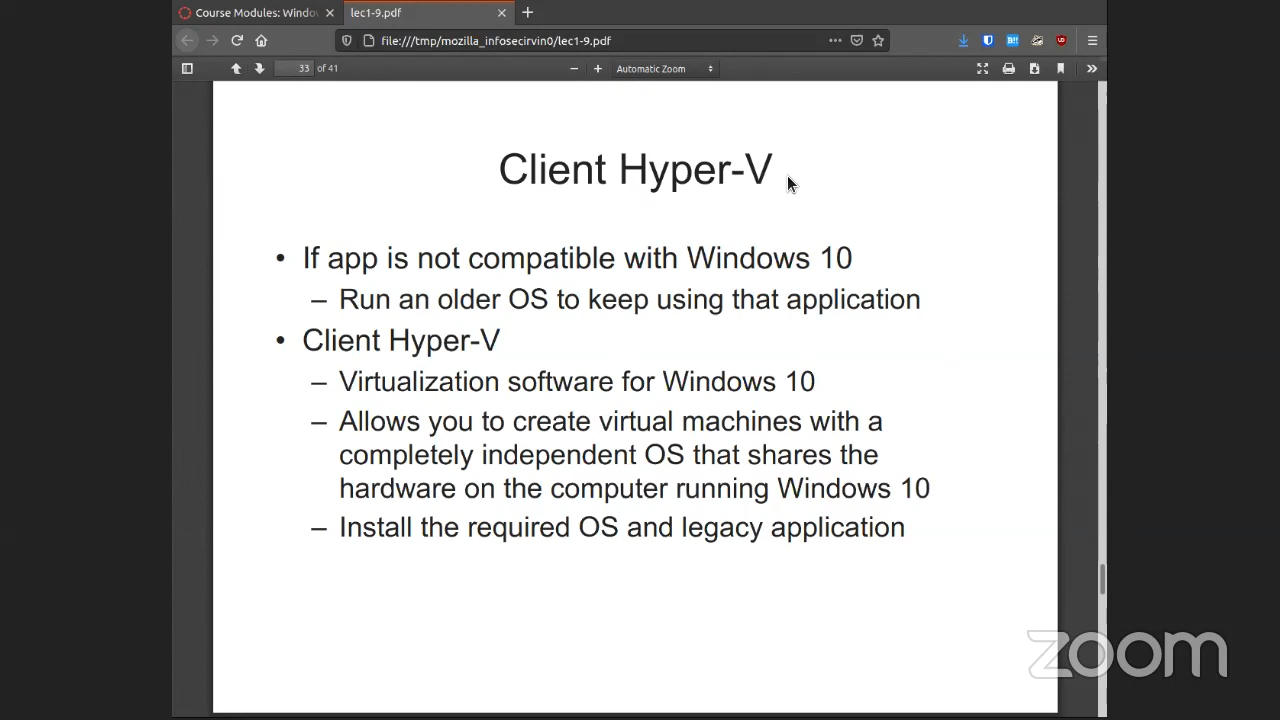 Course Modules: Windo
lec1-9.pdf
file:///tmp/mozilla_infosecirvin0/lec1-9.pdf
33 of 41
Automatic Zoom
Client Hyper-V
• If app is not compatible with Windows 10
– Run an older OS to keep using that application
• Client Hyper-V
– Virtualization software for Windows 10
– Allows you to create virtual machines with a
completely independent OS that shares the
hardware on the computer running Windows 10
– Install the required OS and legacy application
zoom